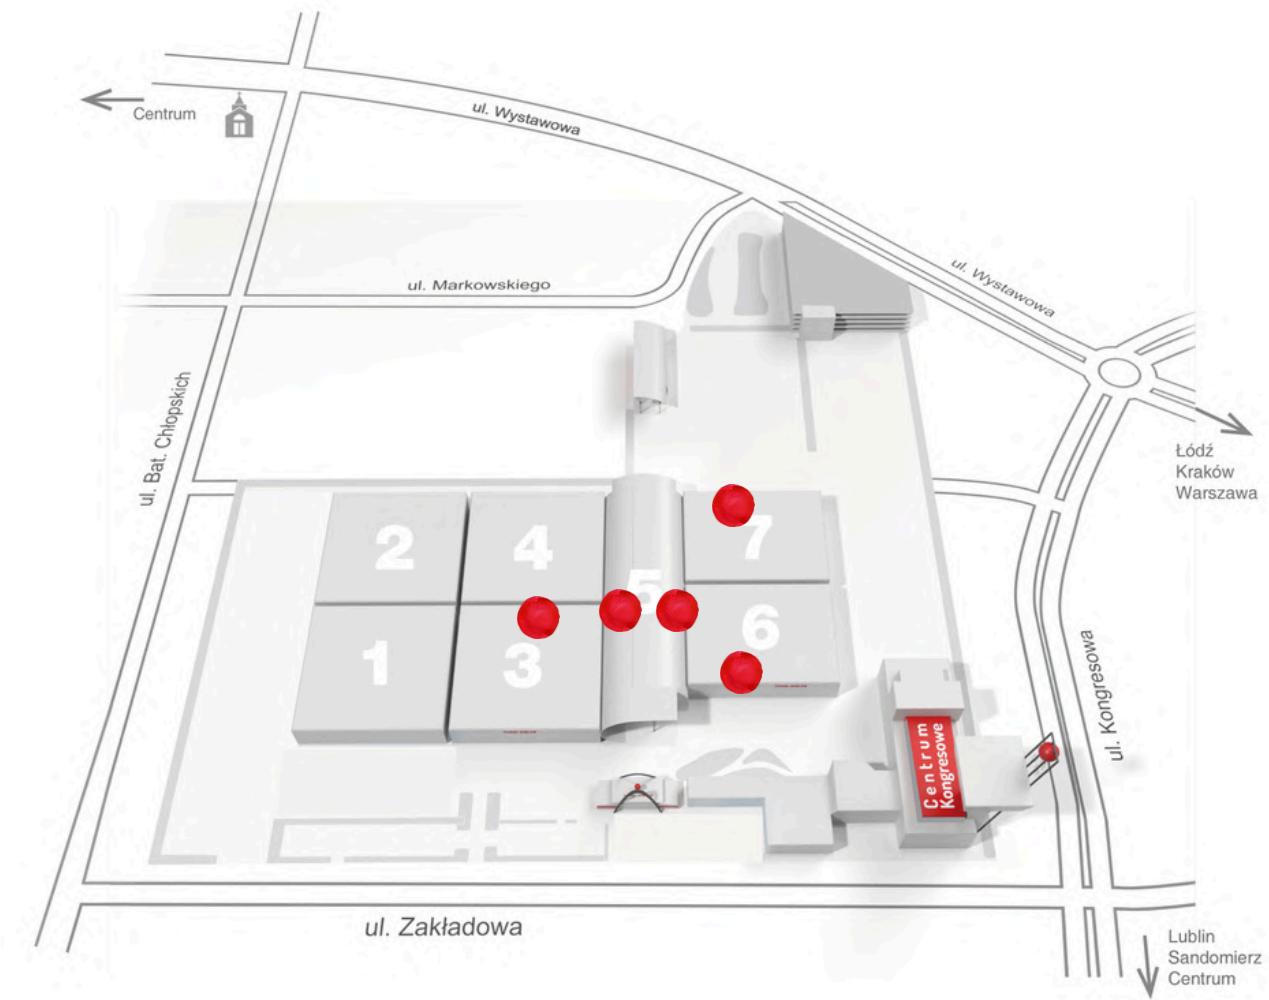 Centrum
ul. Wystawowa
ul. Wystawowa
ul. Markowskiego
ul. Bat. Chłopskich
Łódź
Kraków
Warszawa
2
4
7
5
1
3
6
ul. Kongresowa
Centrum
Kongresowe
ul. Zakładowa
Lublin
Sandomierz
Centrum